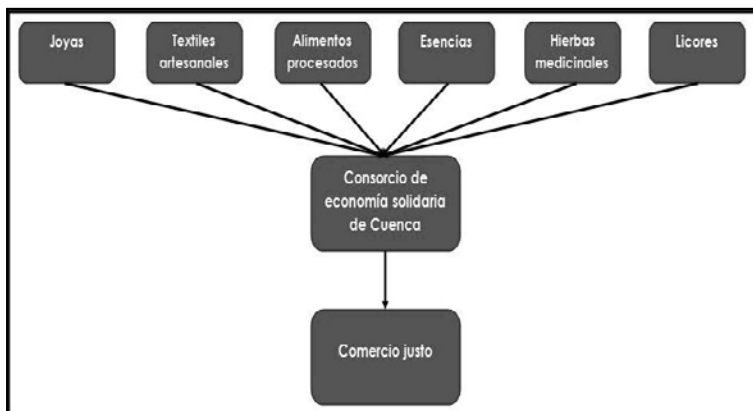 Joyas
Textiles
artesanales
Alimentos
procesados
Esencias
Hierbas
medicinales
Licores
Consorcio de
economía solidaria
de Cuenca
Comercio justo